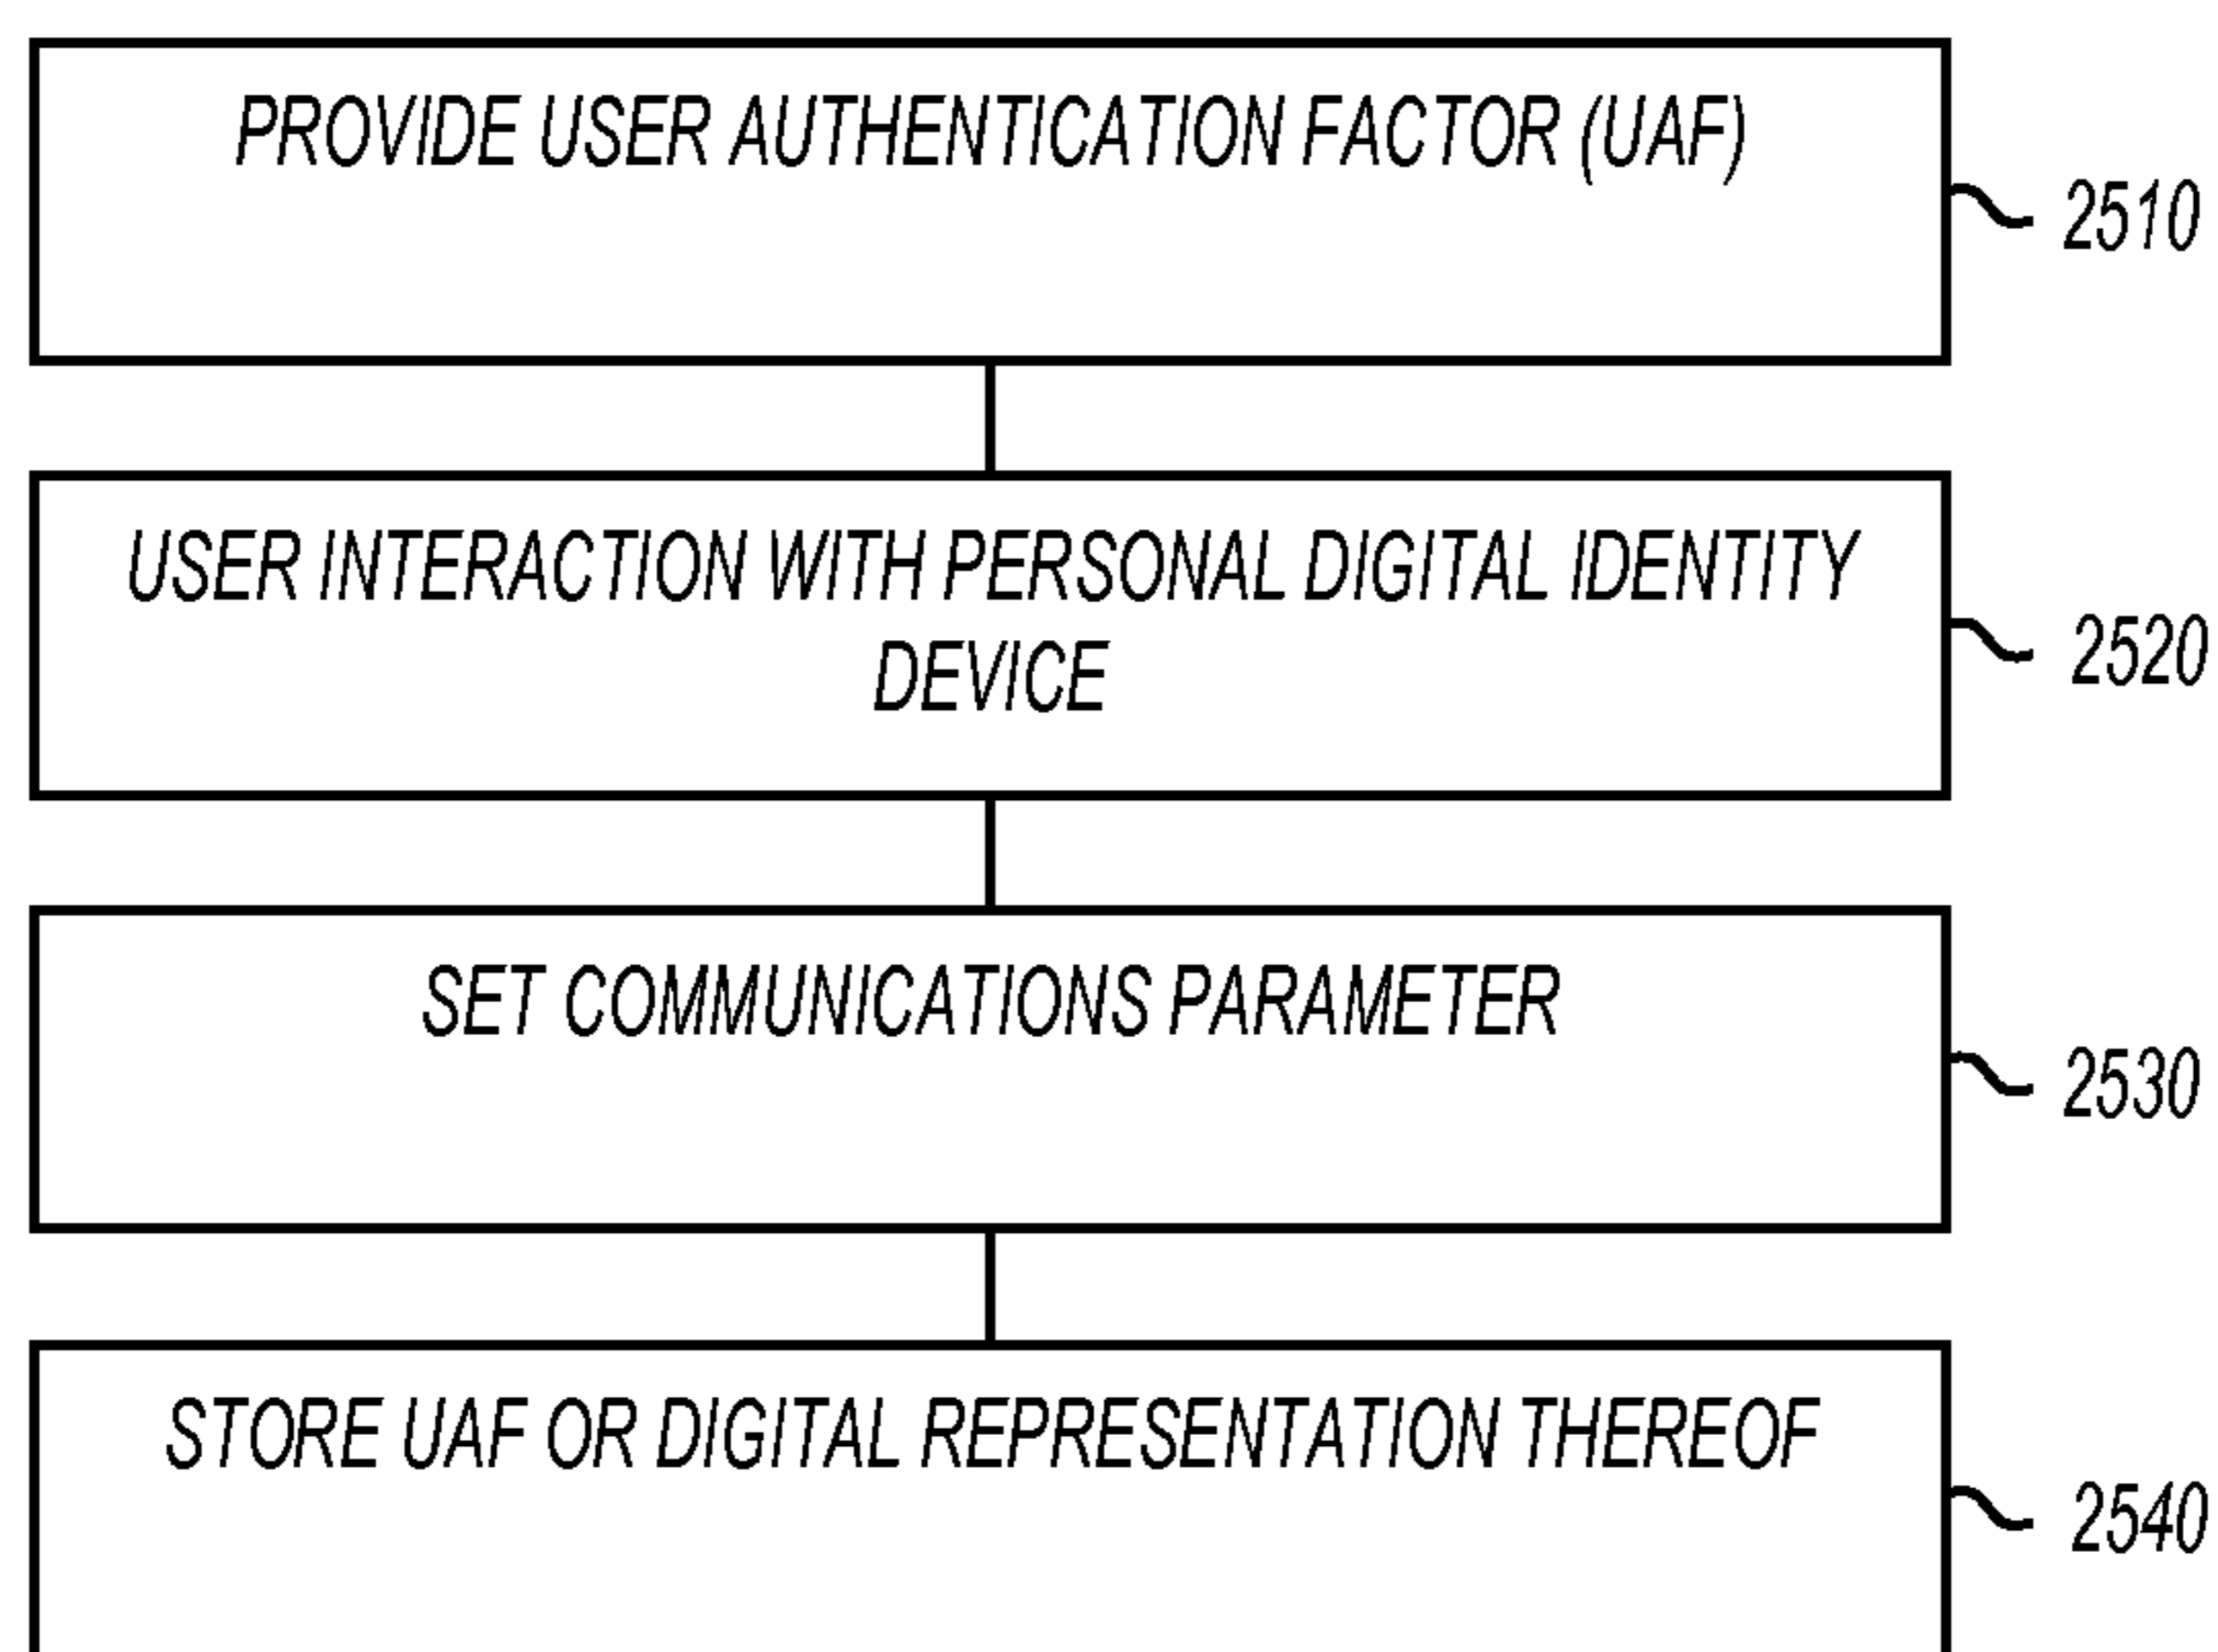 PROVIDE USER AUTHENTICATION FACTOR (UAF)
2510
USER INTERACTION WITH PERSONAL DIGITAL IDENTITY
DEVICE
2520
SET COMMUNICATIONS PARAMETER
2530
STORE UAF OR DIGITAL REPRESENTATION THEREOF
2540